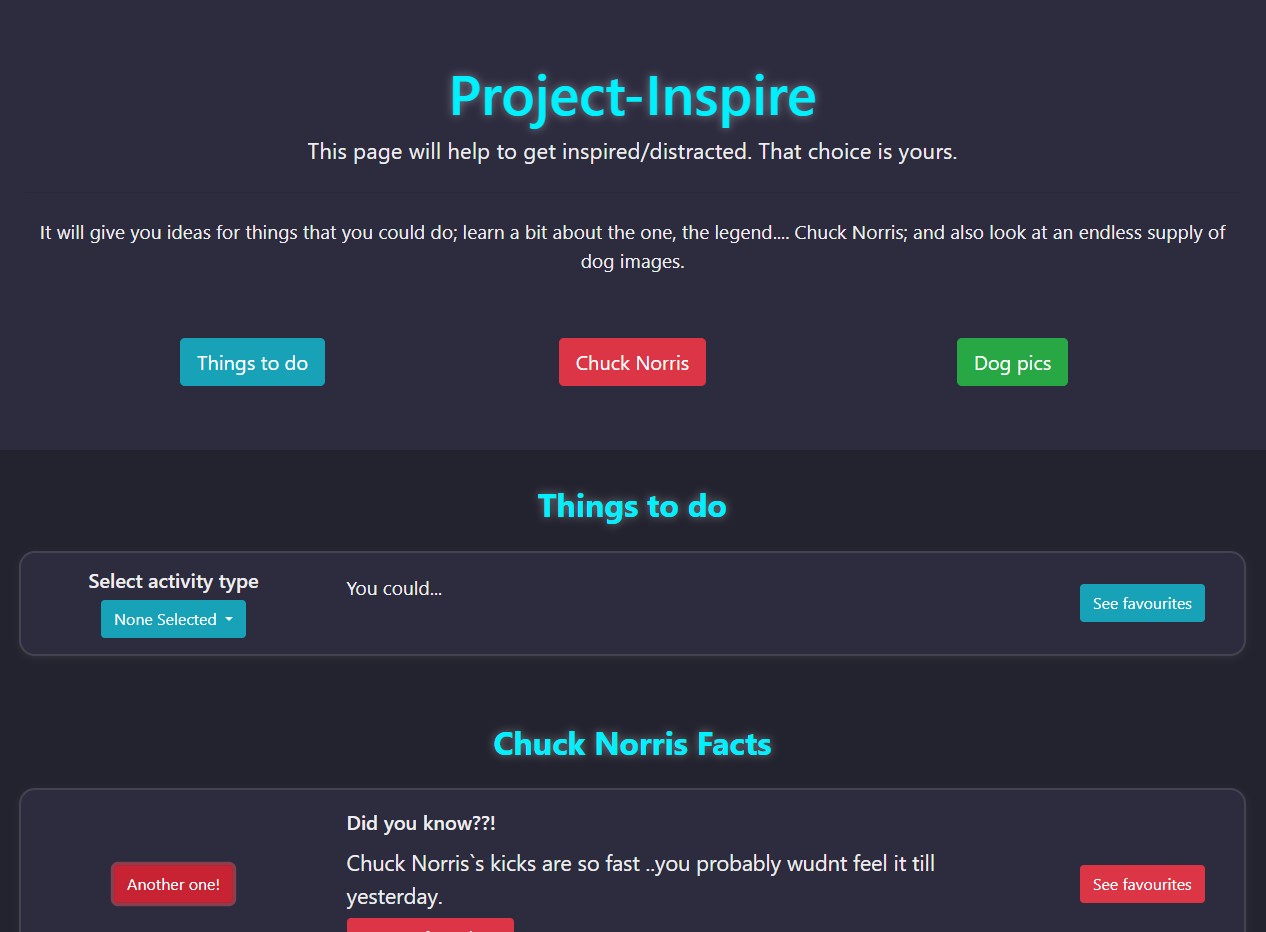 Project-Inspire
This page will help to get inspired/distracted. That choice is yours.
It will give you ideas for things that you could do; learn a bit about the one, the legend.... Chuck Norris; and also look at an endless supply of
dog images.
Things to do
Chuck Norris
Dog pics
Things to do
Select activity type
None Selected
You could...
See favourites
Chuck Norris Facts
Another one!
Did you know??!
Chuck Norris`s kicks are so fast ..you probably wudnt feel it till
yesterday.
See favourites